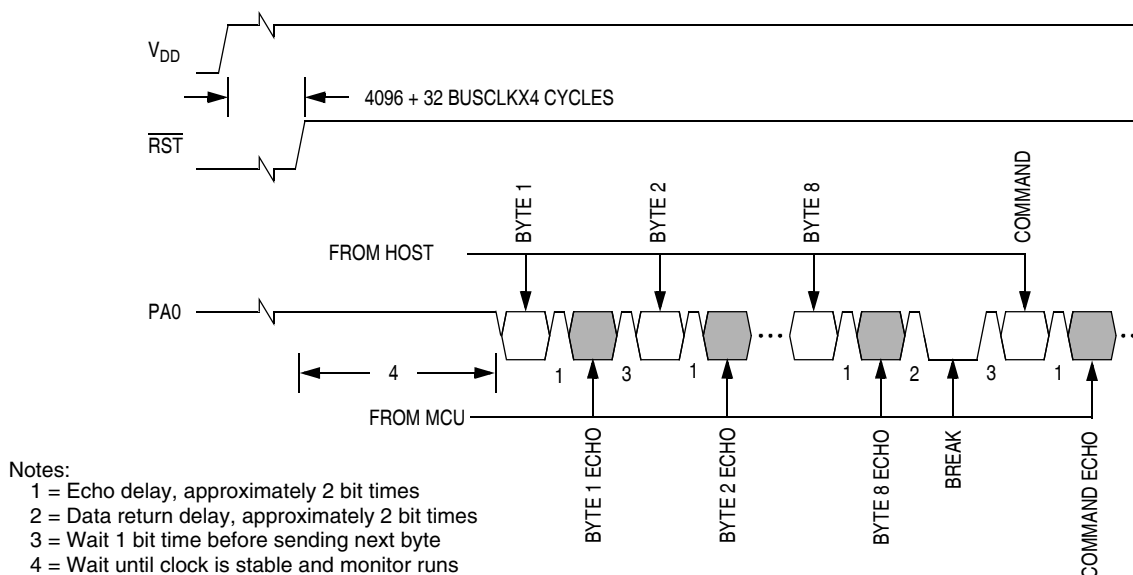 VDD
4096 + 32 BUSCLKX4 CYCLES
RST
BYTE 1
BYTE 2
BYTE 8
COMMAND
FROM HOST
PA0
4
1
3
1
1
2
3
1
FROM MCU
BYTE 1 ECHO
BYTE 2 ECHO
BYTE 8 ECHO
BREAK
COMMAND ECHO
Notes:
1 = Echo delay, approximately 2 bit times
2 = Data return delay, approximately 2 bit times
3 = Wait 1 bit time before sending next byte
4 = Wait until clock is stable and monitor runs